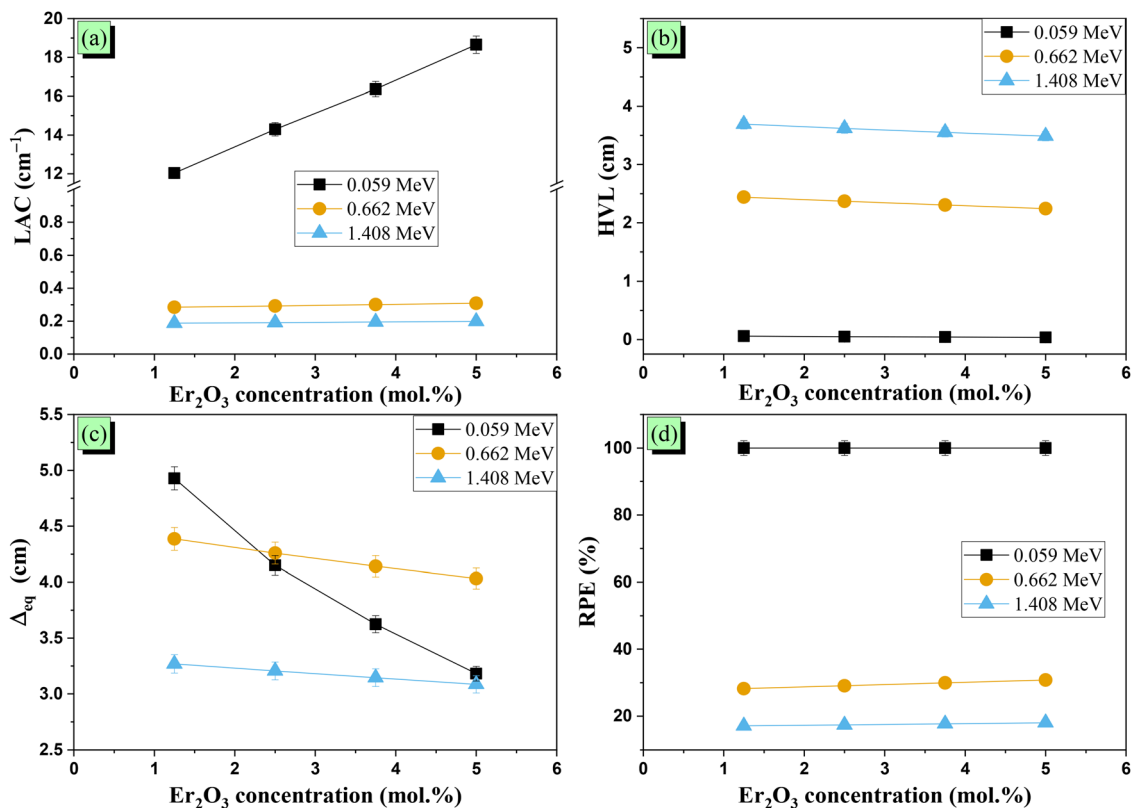 (a)
LAC (cm⁻¹)
20
18
16
14
12
0.8
0.6
0.4
0.2
0.0
0.059 MeV
0.662 MeV
1.408 MeV
0 1 2 3 4 5 6
Er₂O₃ concentration (mol.%)
(b)
HVL (cm)
5
4
3
2
1
0
0.059 MeV
0.662 MeV
1.408 MeV
0 1 2 3 4 5 6
Er₂O₃ concentration (mol.%)
(c)
Δeq (cm)
5.5
5.0
4.5
4.0
3.5
3.0
2.5
0.059 MeV
0.662 MeV
1.408 MeV
0 1 2 3 4 5 6
Er₂O₃ concentration (mol.%)
(d)
RPE (%)
100
80
60
40
20
0.059 MeV
0.662 MeV
1.408 MeV
0 1 2 3 4 5 6
Er₂O₃ concentration (mol.%)